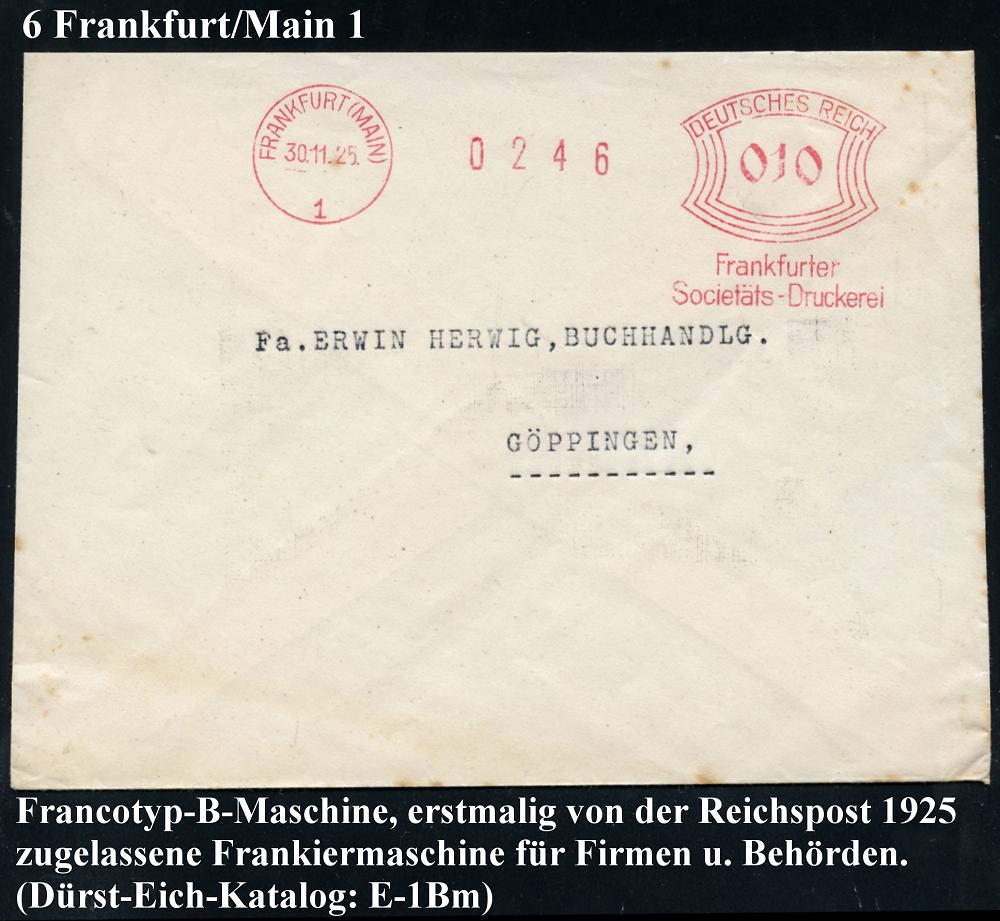 6 Frankfurt/Main 1
FRANKFURT (MAIN)
30.11.25.
1
0 2 4 6
DEUTSCHES REICH
010
Frankfurter
Societäts-Druckerei
Fa.ERWIN HERWIG,BUCHHANDLG.
GÖPPINGEN,
Francotyp-B-Maschine, erstmalig von der Reichspost 1925
zugelassene Frankiermaschine für Firmen u. Behörden.
(Dürst-Eich-Katalog: E-1Bm)